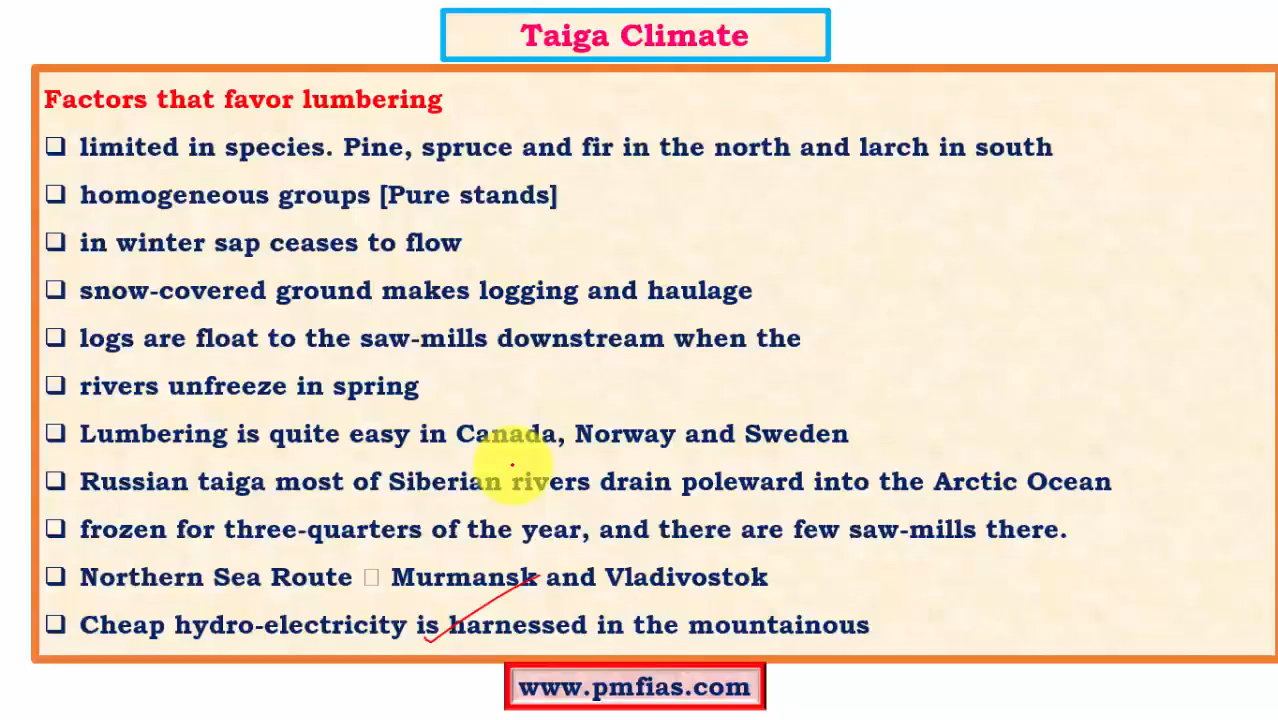 Taiga Climate
Factors that favor lumbering
❑ limited in species. Pine, spruce and fir in the north and larch in south
❑ homogeneous groups [Pure stands]
❑ in winter sap ceases to flow
❑ snow-covered ground makes logging and haulage
❑ logs are float to the saw-mills downstream when the
❑ rivers unfreeze in spring
❑ Lumbering is quite easy in Canada, Norway and Sweden
❑ Russian taiga most of Siberian rivers drain poleward into the Arctic Ocean
❑ frozen for three-quarters of the year, and there are few saw-mills there.
❑ Northern Sea Route □ Murmansk and Vladivostok
❑ Cheap hydro-electricity is harnessed in the mountainous
www.pmfias.com